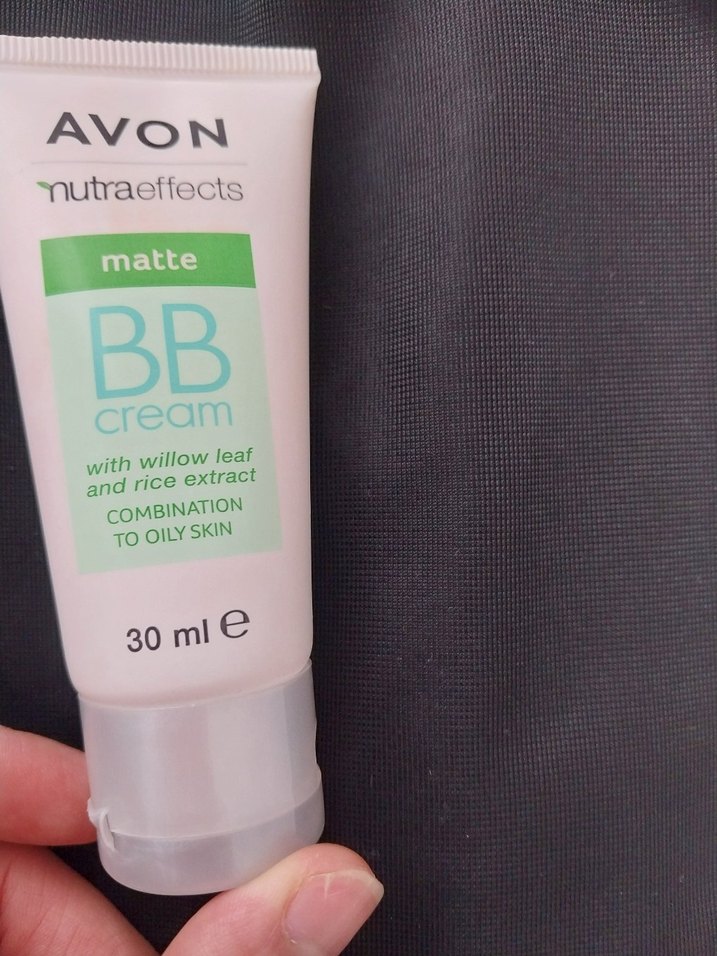 AVON
nutraeffects
matte
BB
cream
with willow leaf
and rice extract
COMBINATION
TO OILY SKIN
30 ml ℮